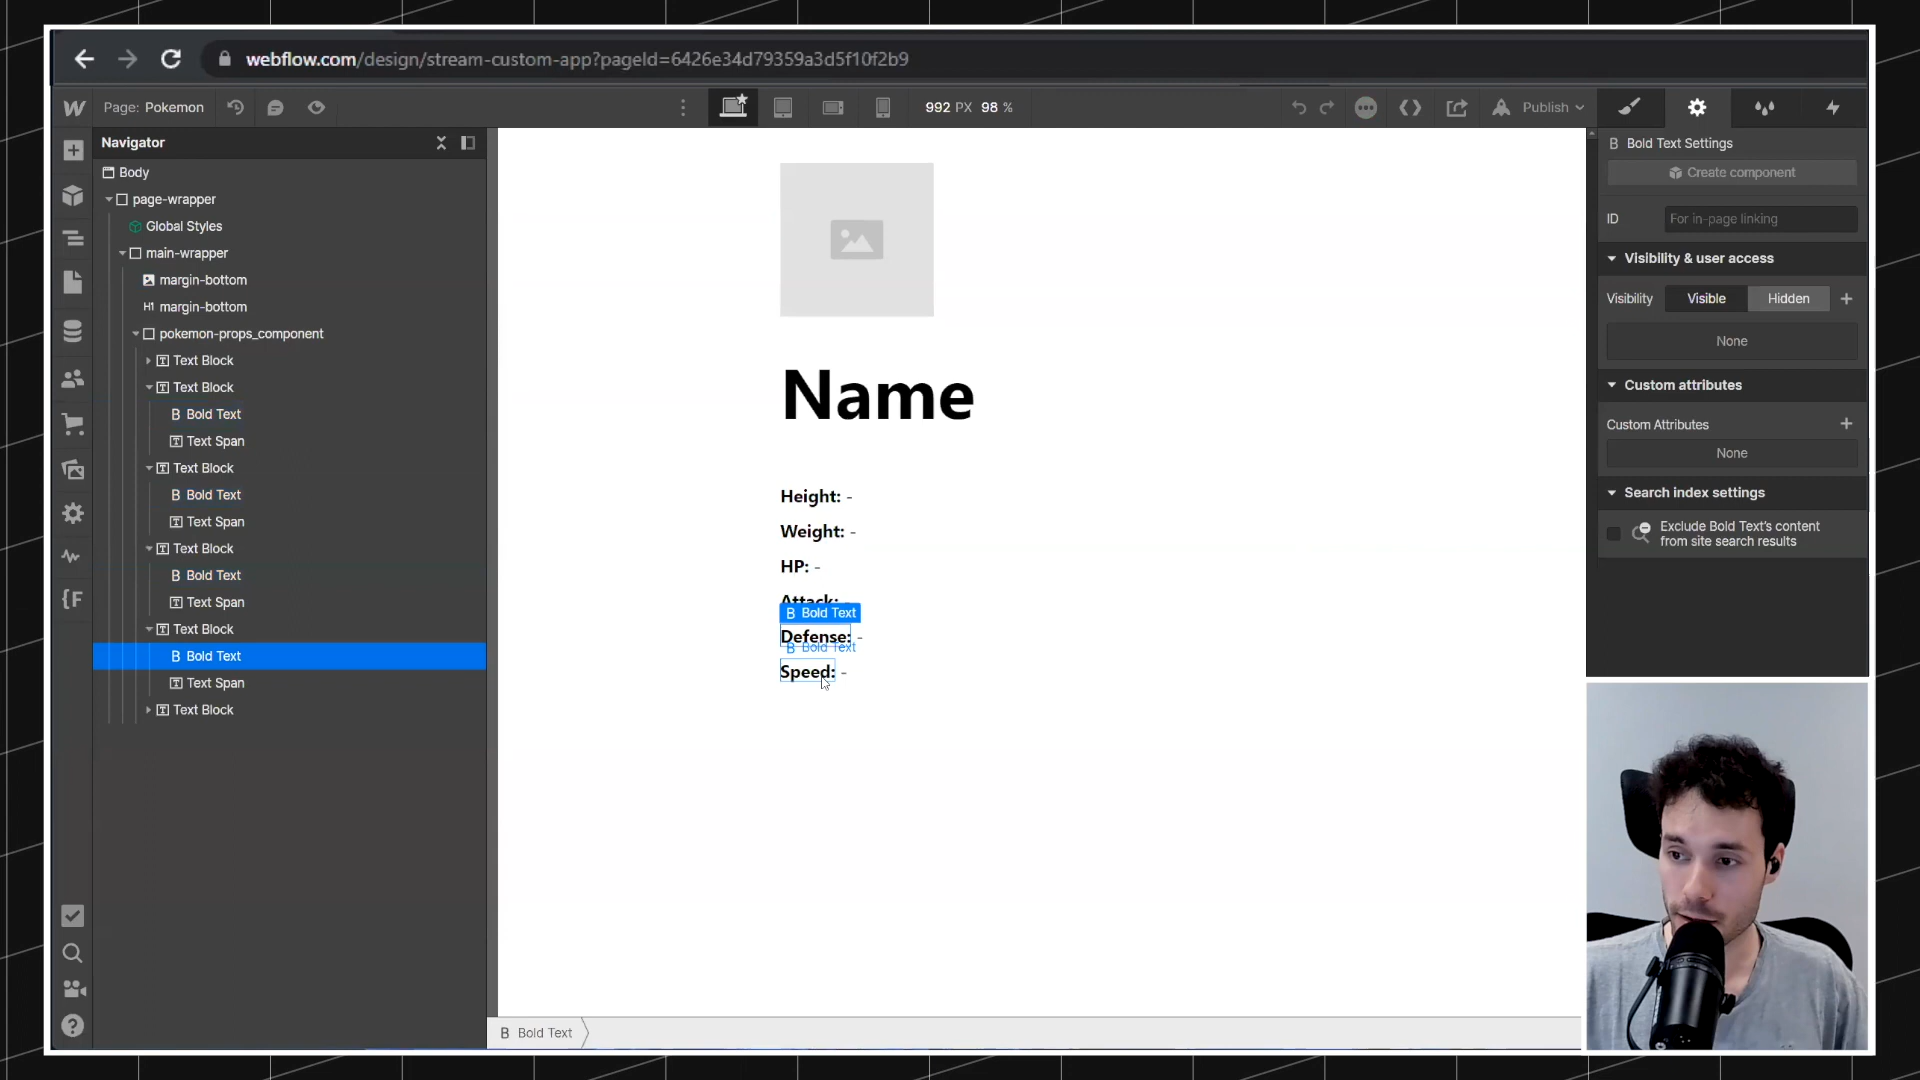 webflow.com/design/stream-custom-app?pageId=6426e34d79359a3d5f10f2b9
Page: Pokemon
992 PX 98 %
Publish
Navigator
Body
page-wrapper
Global Styles
main-wrapper
margin-bottom
H1 margin-bottom
pokemon-props_component
Text Block
Text Block
B Bold Text
Text Span
Text Block
B Bold Text
Text Span
Text Block
B Bold Text
Text Span
Text Block
B Bold Text
Text Span
Text Block
Name
Height: -
Weight: -
HP: -
Attack: -
B Bold Text
Defense: -
B Bold Text
Speed: -
B Bold Text
B Bold Text Settings
Create component
ID For in-page linking
Visibility & user access
Visibility Visible Hidden +
None
Custom attributes
Custom Attributes +
None
Search index settings
Exclude Bold Text's content
from site search results